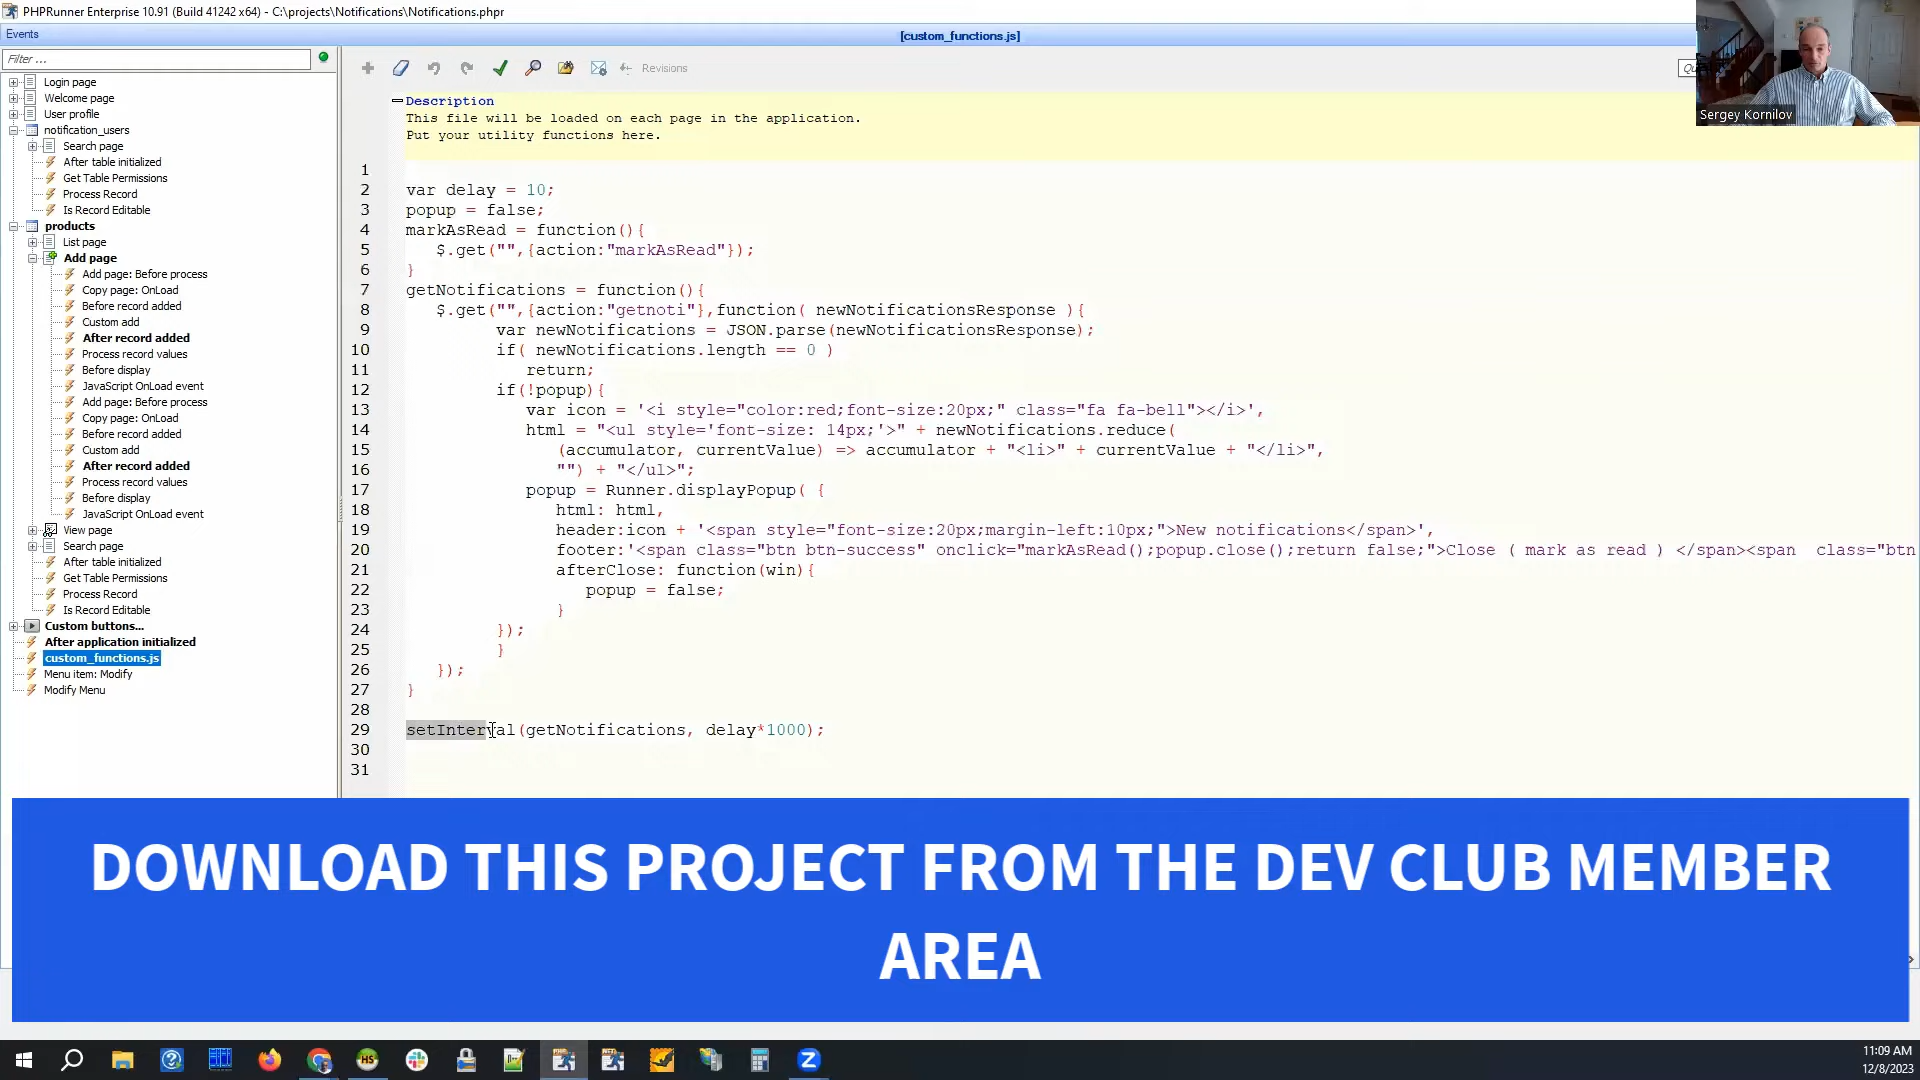 PHPRunner Enterprise 10.91 (Build 41242 x64) - C:\projects\Notifications\Notifications.phpr
Events
[custom_functions.js]
Filter ...
Revisions
Sergey Kornilov
Login page
Welcome page
User profile
notification_users
Search page
After table initialized
Get Table Permissions
Process Record
Is Record Editable
products
List page
Add page
Add page: Before process
Copy page: OnLoad
Before record added
Custom add
After record added
Process record values
Before display
JavaScript OnLoad event
Add page: Before process
Copy page: OnLoad
Before record added
Custom add
After record added
Process record values
Before display
JavaScript OnLoad event
View page
Search page
After table initialized
Get Table Permissions
Process Record
Is Record Editable
Custom buttons...
After application initialized
custom_functions.js
Menu item: Modify
Modify Menu
Description
This file will be loaded on each page in the application.
Put your utility functions here.
1
2 var delay = 10;
3 popup = false;
4 markAsRead = function(){
5 $.get("",{action:"markAsRead"});
6 }
7 getNotifications = function(){
8 $.get("",{action:"getnoti"},function( newNotificationsResponse ){
9 var newNotifications = JSON.parse(newNotificationsResponse);
10 if( newNotifications.length == 0 )
11 return;
12 if(!popup){
13 var icon = '<i style="color:red;font-size:20px;" class="fa fa-bell"></i>',
14 html = "<ul style='font-size: 14px;'>" + newNotifications.reduce(
15 (accumulator, currentValue) => accumulator + "<li>" + currentValue + "</li>",
16 "") + "</ul>";
17 popup = Runner.displayPopup( {
18 html: html,
19 header:icon + '<span style="font-size:20px;margin-left:10px;">New notifications</span>',
20 footer:'<span class="btn btn-success" onclick="markAsRead();popup.close();return false;">Close ( mark as read ) </span><span  class="btn
21 afterClose: function(win){
22 popup = false;
23 }
24 });
25 }
26 });
27 }
28
29 setInterval(getNotifications, delay*1000);
30
31
DOWNLOAD THIS PROJECT FROM THE DEV CLUB MEMBER
AREA
HS
11:09 AM
12/8/2023